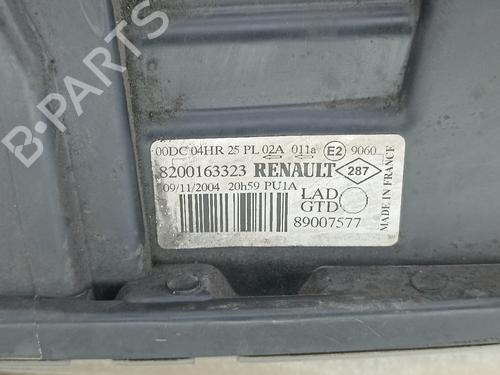 00DC 04HR 25 PL 02A 011a E2 9060
8200163323 RENAULT 287
09/11/2004 20h59 PU1A
LAD
GTD
89007577
MADE IN FRANCE
B-PARTS